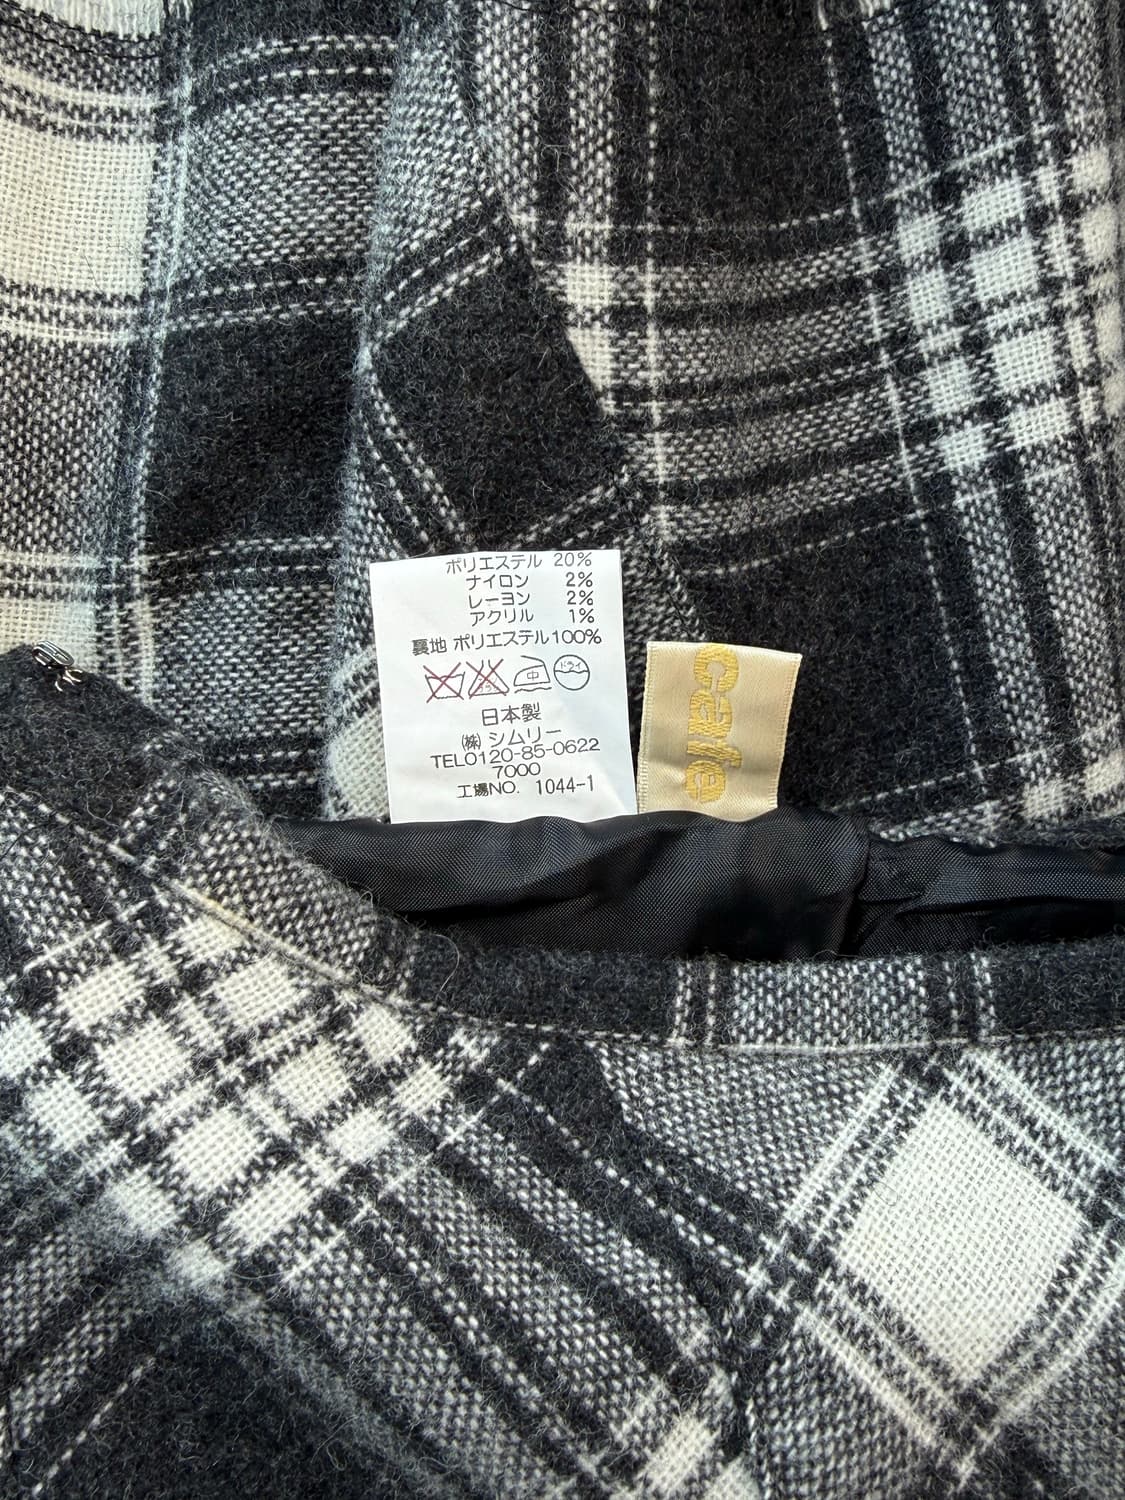 ポリエステル 20%
ナイロン 2%
レーヨン 2%
アクリル 1%
裏地 ポリエステル100%
ドライ
中
日本製
㈱ シムリー
TEL0120-85-0622
7000
工場NO. 1044-1
cafe